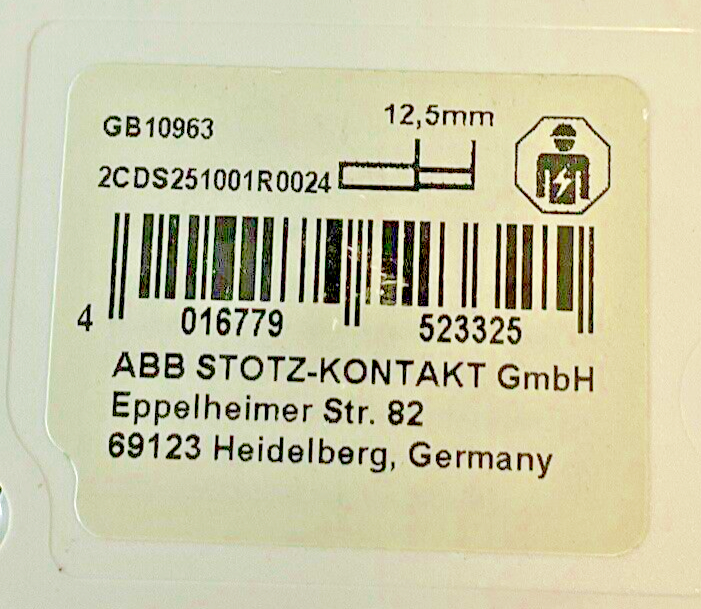 GB10963
12,5mm
2CDS251001R0024
4 016779 523325
ABB STOTZ-KONTAKT GmbH
Eppelheimer Str. 82
69123 Heidelberg, Germany